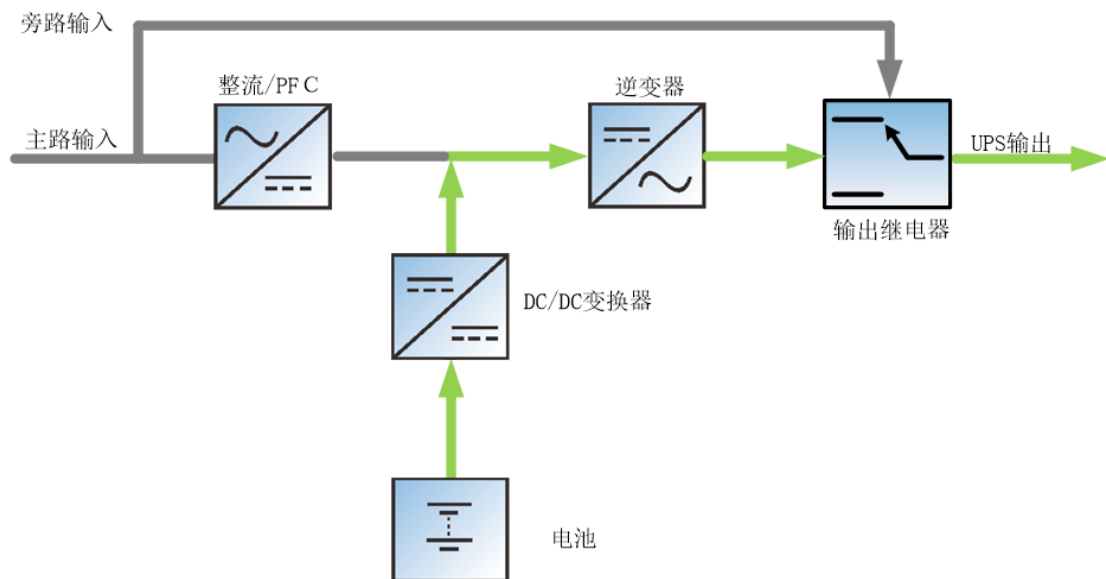 旁路输入
整流/PFC
逆变器
主路输入
UPS输出
输出继电器
DC/DC变换器
电池